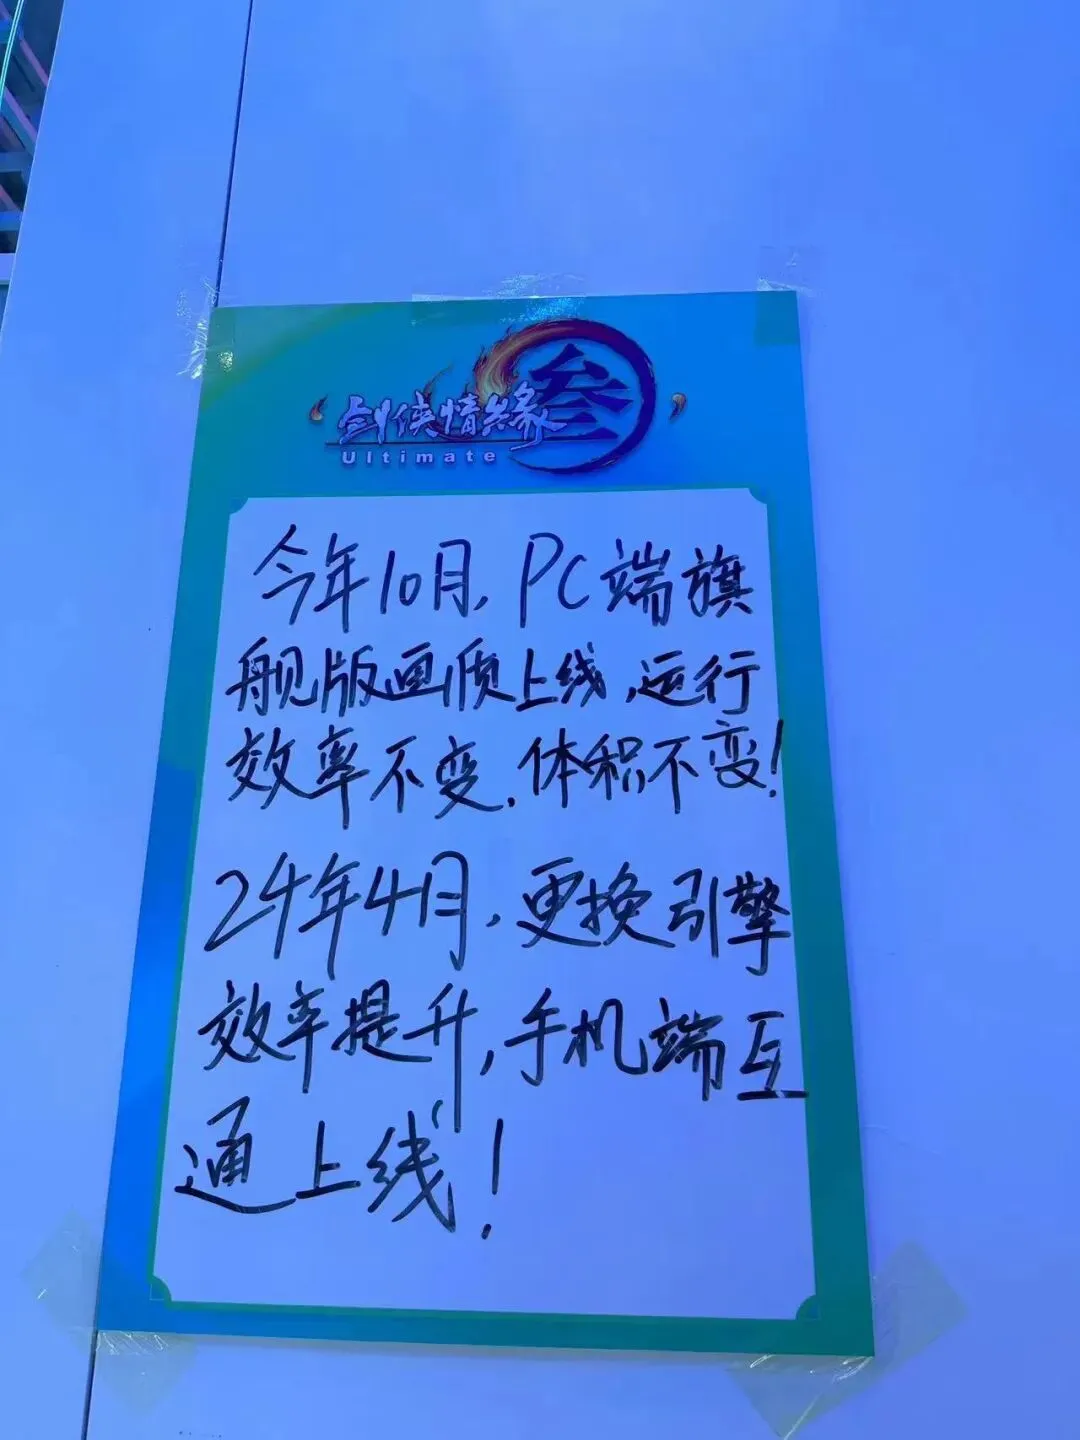 剑侠情缘叁
Ultimate
今年10月,PC端旗
舰版画质上线,运行
效率不变.体积不变!
24年4月,更换引擎
效率提升,手机端互
通上线!